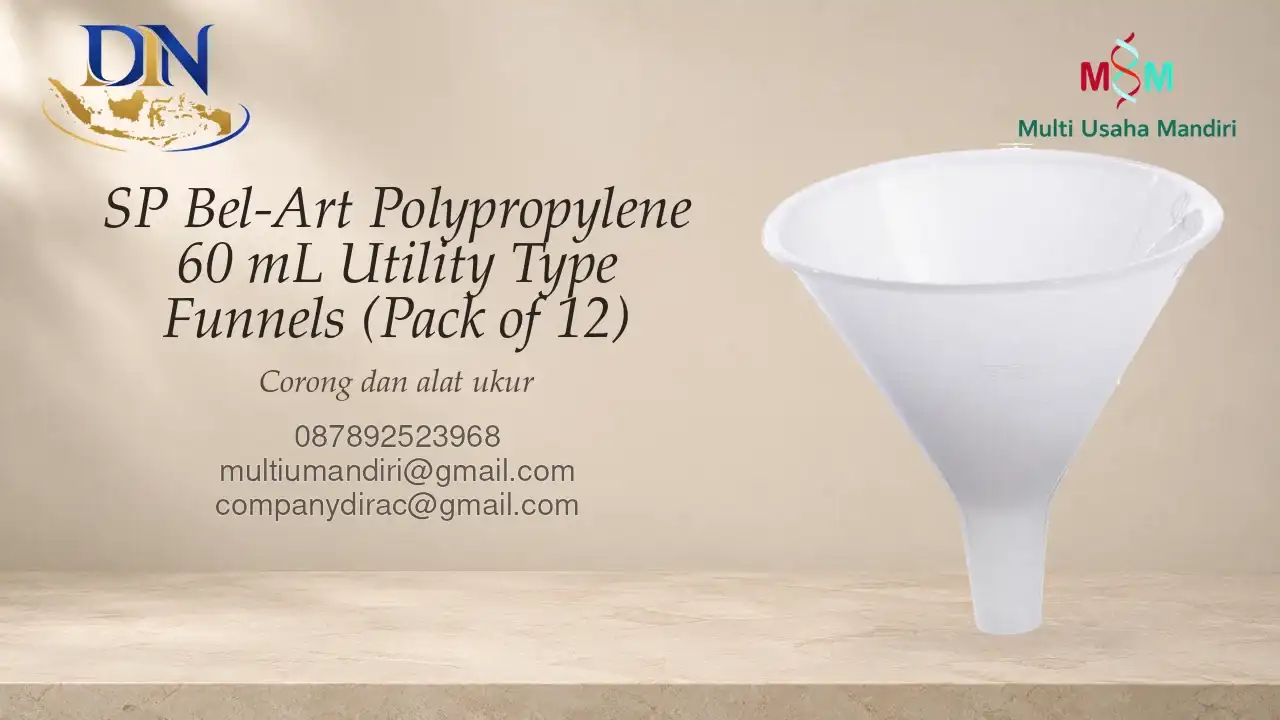 DIN
MSM
Multi Usaha Mandiri
SP Bel-Art Polypropylene
60 mL Utility Type
Funnels (Pack of 12)
Corong dan alat ukur
087892523968
multiumandiri@gmail.com
companydirac@gmail.com